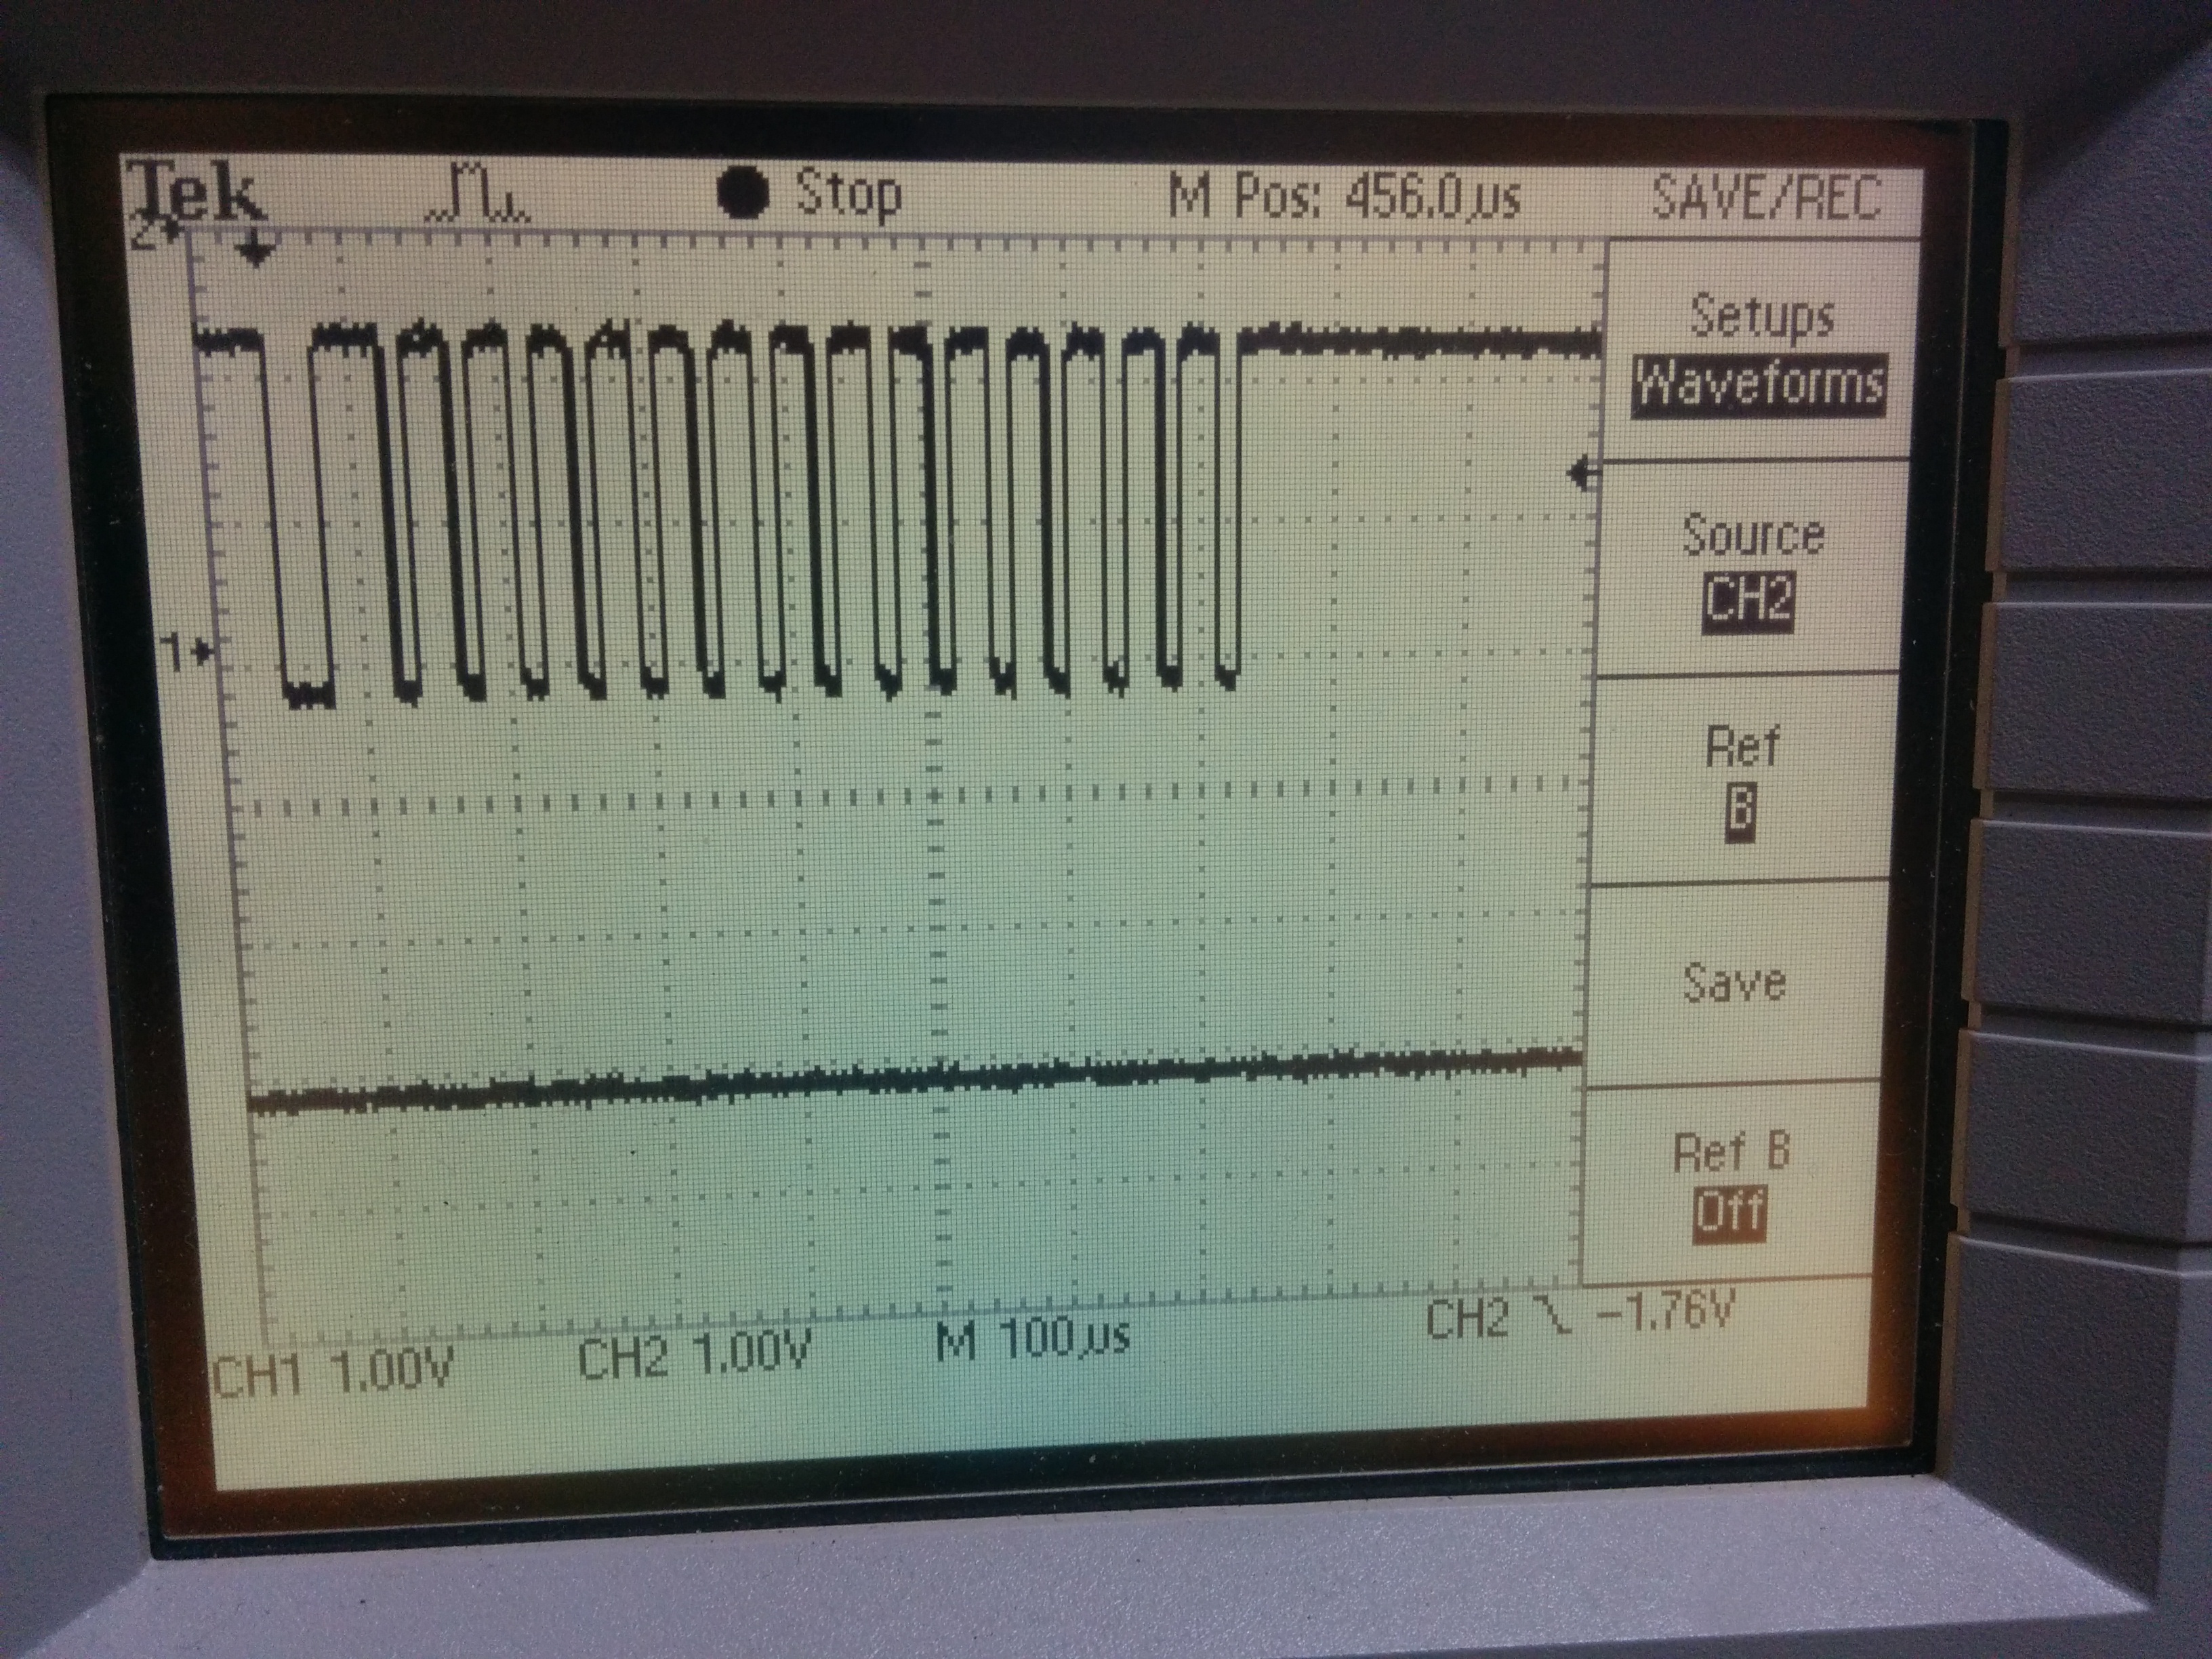 Tek Stop M Pos: 456.0µs SAVE/REC
2
Setups
Waveforms
Source
CH2
1
Ref
B
Save
Ref B
Off
CH1 1.00V CH2 1.00V M 100µs CH2 -1.76V